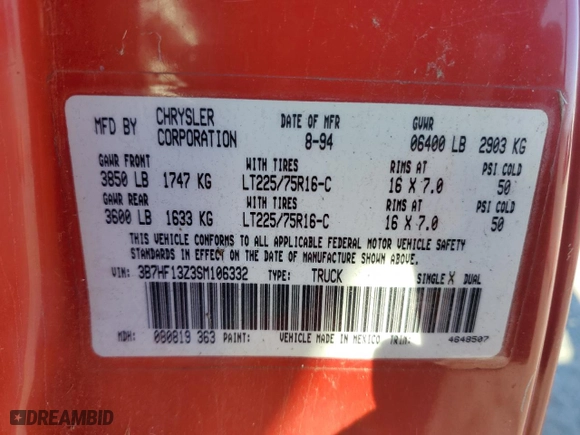 MFD BY CHRYSLER CORPORATION DATE OF MFR 8-94 GVWR 06400 LB 2903 KG
GAWR FRONT WITH TIRES RIMS AT PSI COLD
3850 LB 1747 KG LT225/75R16-C 16 X 7.0 50
GAWR REAR WITH TIRES RIMS AT PSI COLD
3600 LB 1633 KG LT225/75R16-C 16 X 7.0 50
THIS VEHICLE CONFORMS TO ALL APPLICABLE FEDERAL MOTOR VEHICLE SAFETY
STANDARDS IN EFFECT ON THE DATE OF MANUFACTURE SHOWN ABOVE.
VIN: 3B7HF13Z3SM106332 TYPE: TRUCK SINGLE X DUAL
MDH: 080819 363 PAINT: VEHICLE MADE IN MEXICO TRIM: 4648507
DREAMBID